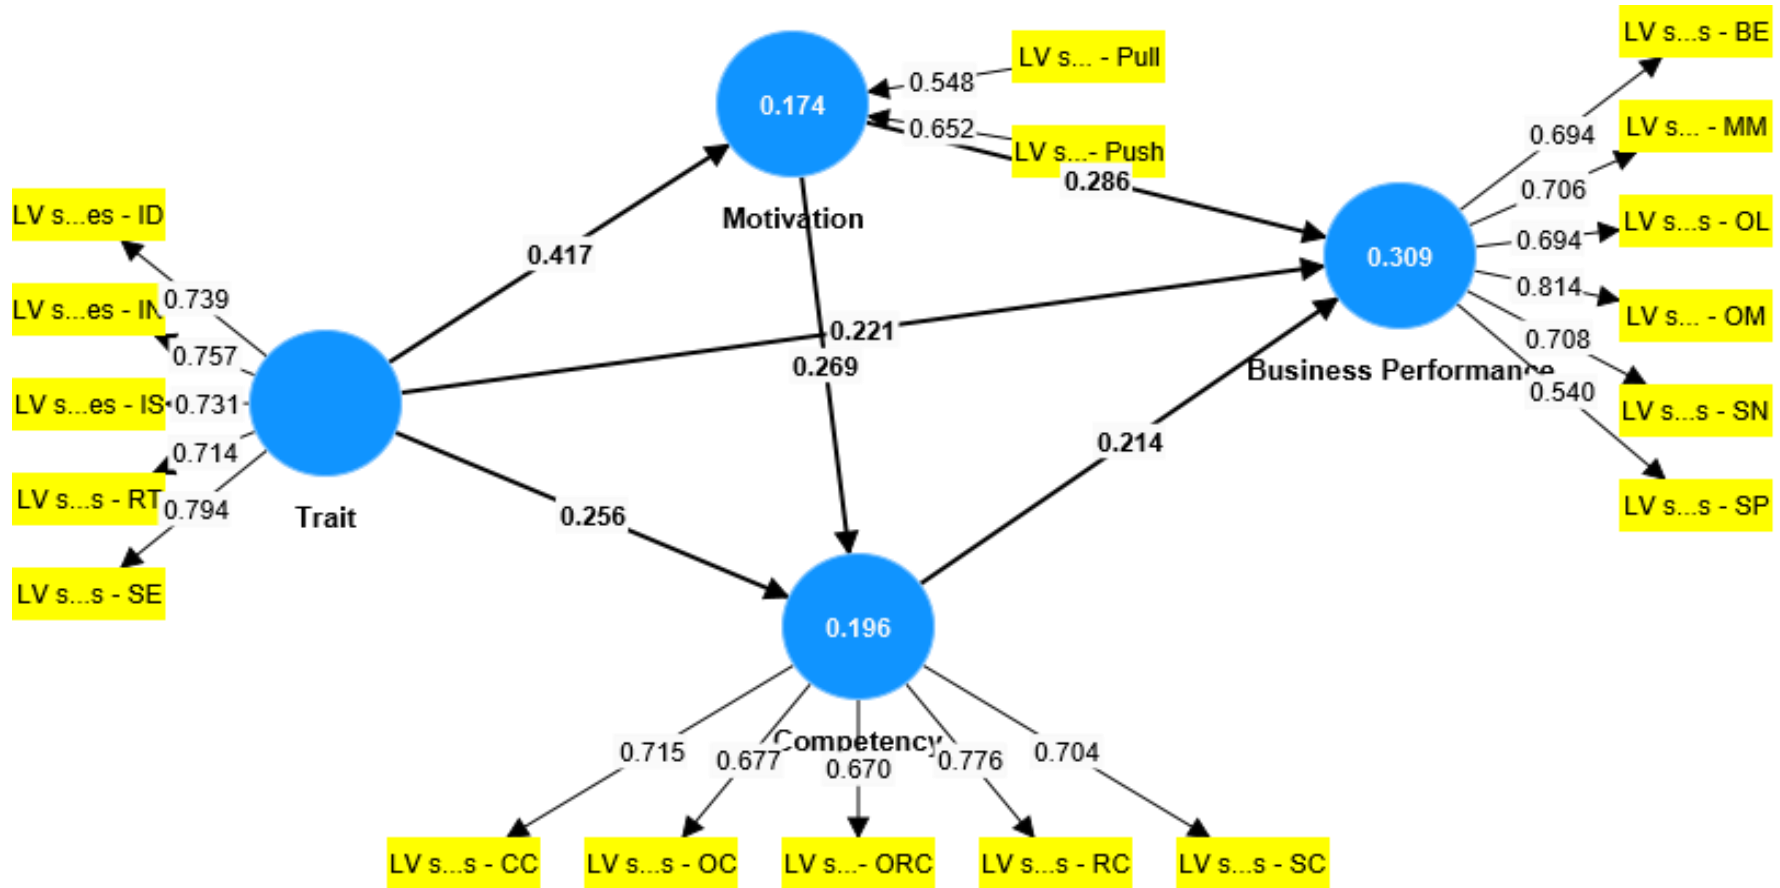 LV s...s - BE
LV s... - Pull
0.548
0.174
LV s... - MM
0.694
0.652
LV s...- Push
0.286
0.706
LV s...es - ID
Motivation
LV s...s - OL
0.694
0.417
0.309
0.739
0.814
LV s...es - IN
LV s... - OM
0.221
0.708
0.757
0.269
Business Performance
0.540
LV s...es - IS
0.731
LV s...s - SN
0.214
0.714
LV s...s - RT
LV s...s - SP
0.794
Trait
0.256
LV s...s - SE
0.196
Competency
0.715
0.677
0.670
0.776
0.704
LV s...s - CC
LV s...s - OC
LV s...- ORC
LV s...s - RC
LV s...s - SC